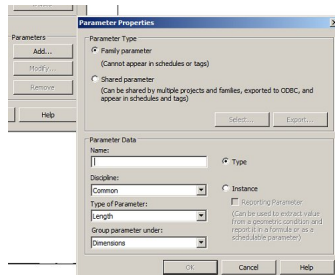 Parameters
Add...
Modify...
Remove
Help
Parameter Properties
Parameter Type
Family parameter
(Cannot appear in schedules or tags)
Shared parameter
(Can be shared by multiple projects and families, exported to ODBC, and
appear in schedules and tags)
Select...
Export...
Parameter Data
Name:
Type
Discipline:
Common
Instance
Reporting Parameter
Type of Parameter:
Length
(Can be used to extract value
from a geometric condition and
report it in a formula or as a
schedulable parameter)
Group parameter under:
Dimensions
OK
Cancel
Help